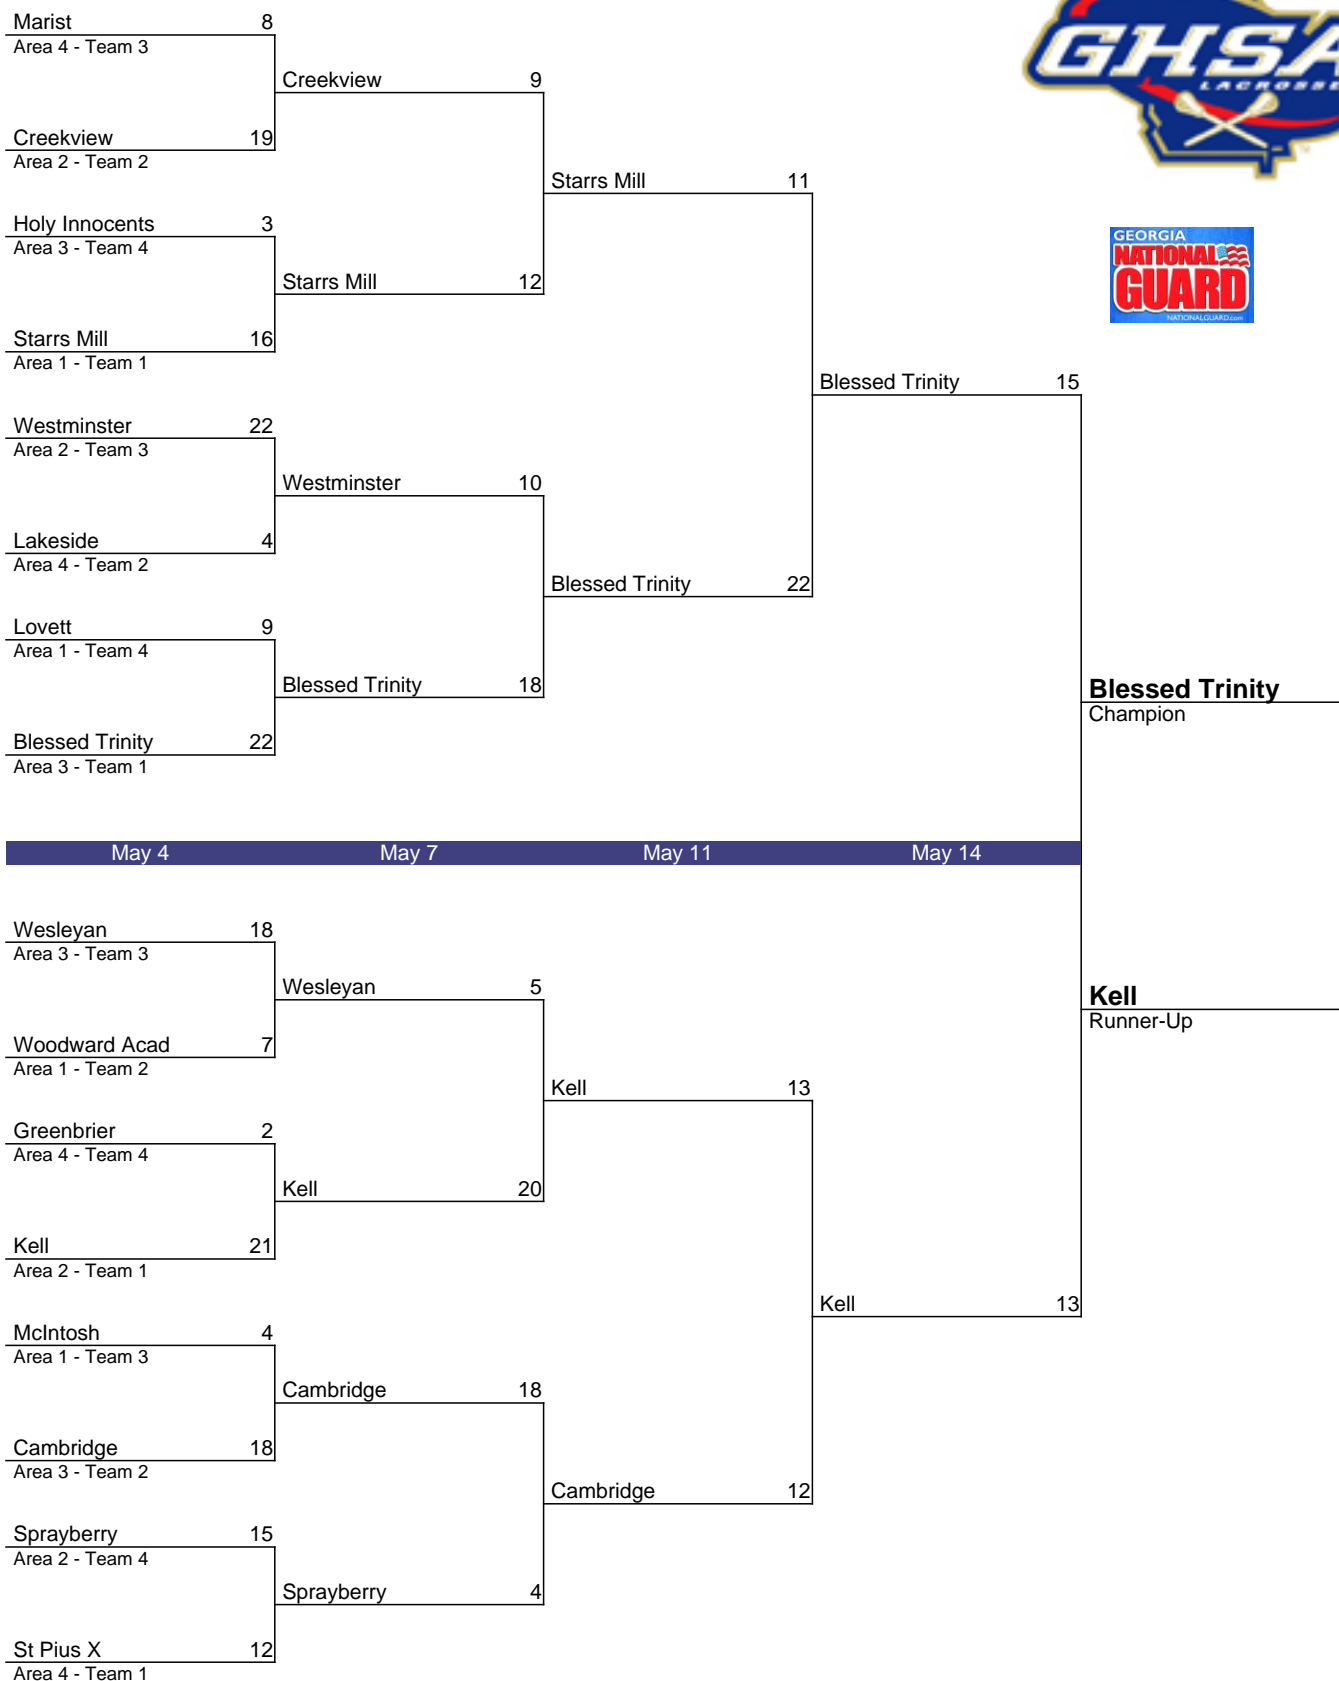 Marist 8
Area 4 - Team 3
Creekview 9
Creekview 19
Area 2 - Team 2
Starrs Mill 11
Holy Innocents 3
Area 3 - Team 4
Starrs Mill 12
Starrs Mill 16
Area 1 - Team 1
Blessed Trinity 15
Westminster 22
Area 2 - Team 3
Westminster 10
Lakeside 4
Area 4 - Team 2
Blessed Trinity 22
Lovett 9
Area 1 - Team 4
Blessed Trinity 18
Blessed Trinity
Champion
Blessed Trinity 22
Area 3 - Team 1
GHSA
LACROSSE
GEORGIA
NATIONAL
GUARD
NATIONALGUARD.com
May 4 May 7 May 11 May 14
Wesleyan 18
Area 3 - Team 3
Wesleyan 5
Kell
Runner-Up
Woodward Acad 7
Area 1 - Team 2
Kell 13
Greenbrier 2
Area 4 - Team 4
Kell 20
Kell 21
Area 2 - Team 1
Kell 13
McIntosh 4
Area 1 - Team 3
Cambridge 18
Cambridge 18
Area 3 - Team 2
Cambridge 12
Sprayberry 15
Area 2 - Team 4
Sprayberry 4
St Pius X 12
Area 4 - Team 1